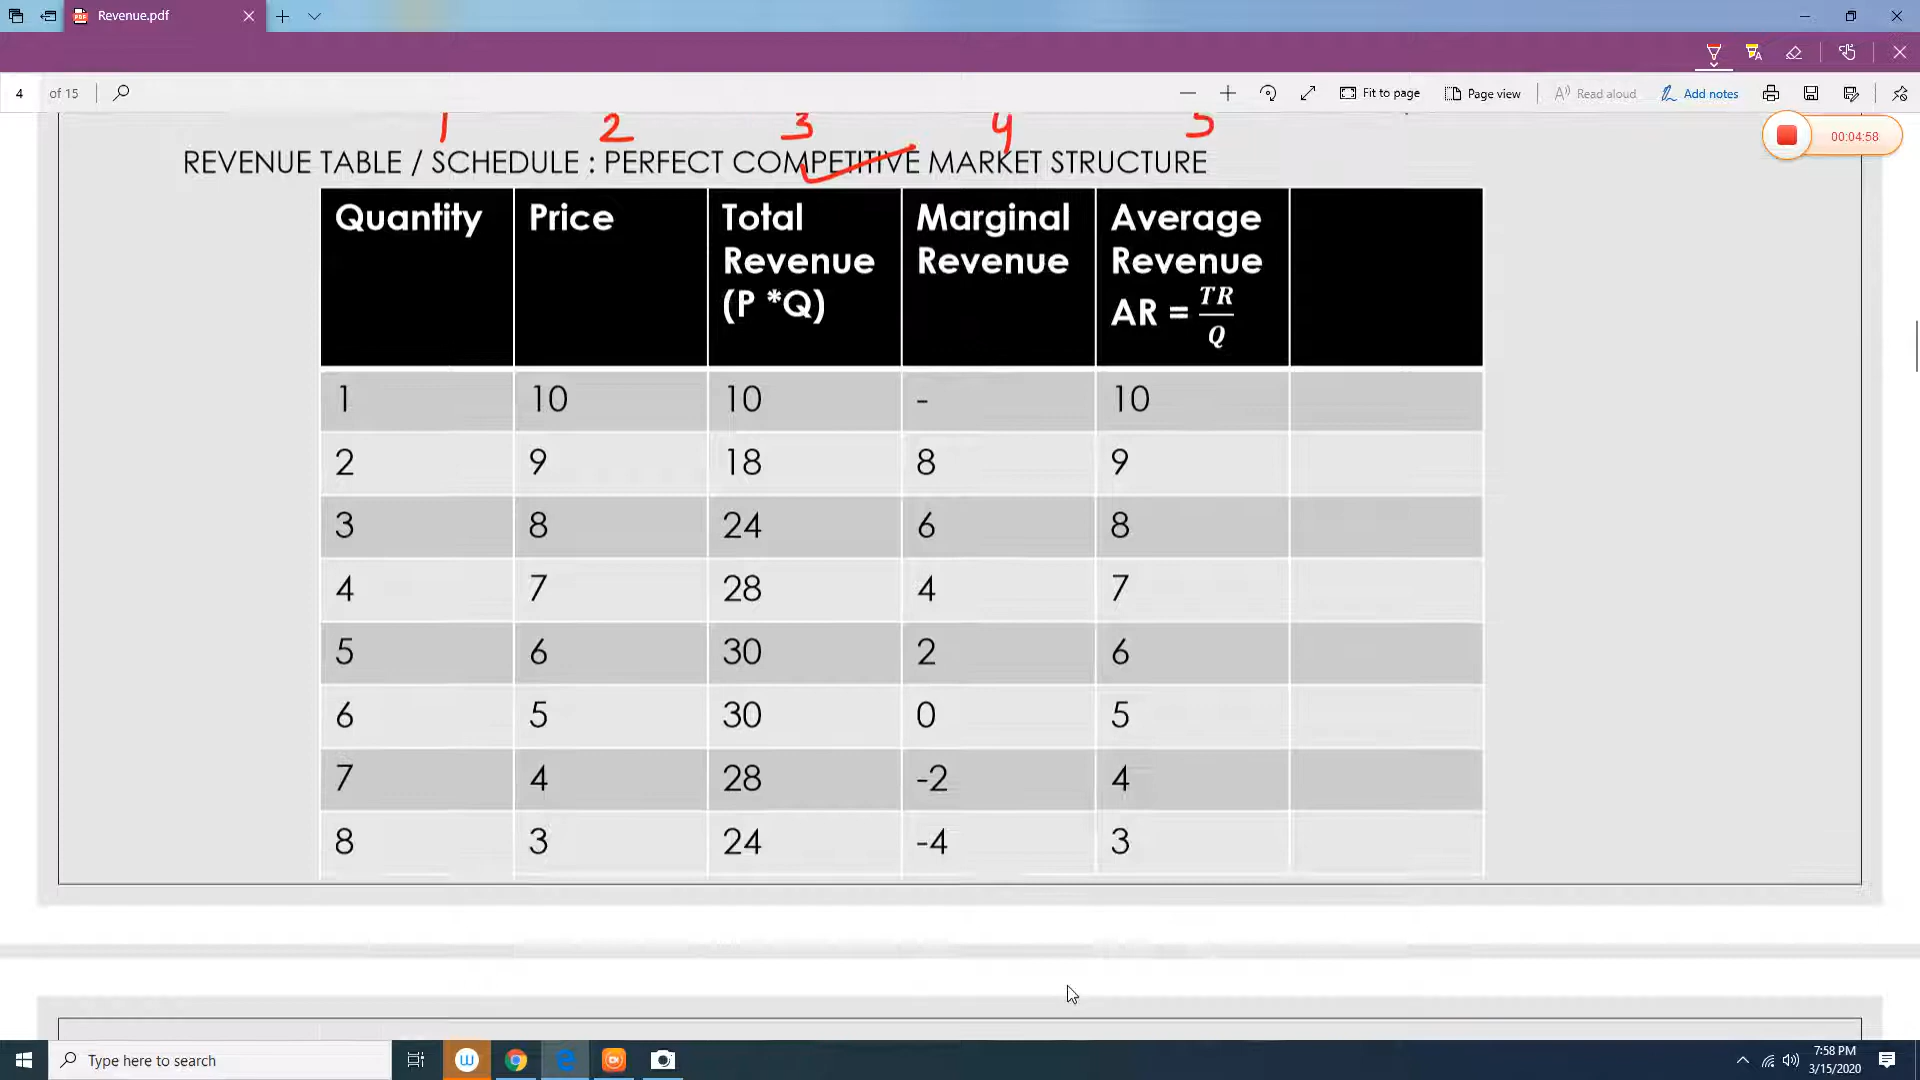 Revenue.pdf
4 of 15
Fit to page
Page view
Read aloud
Add notes
1 2 3 4 5
00:04:58
REVENUE TABLE / SCHEDULE : PERFECT COMPETITIVE MARKET STRUCTURE
Quantity Price Total Revenue (P *Q) Marginal Revenue Average Revenue AR = TR/Q
1 10 10 - 10
2 9 18 8 9
3 8 24 6 8
4 7 28 4 7
5 6 30 2 6
6 5 30 0 5
7 4 28 -2 4
8 3 24 -4 3
Type here to search
7:58 PM
3/15/2020